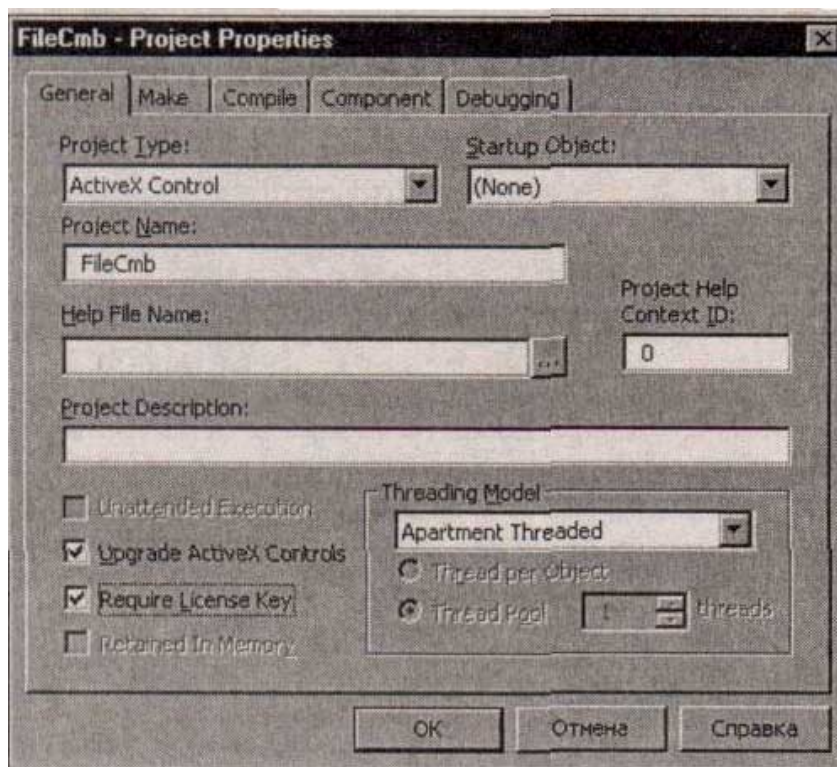 FileCmb - Project Properties
General Make Compile Component Debugging
Project Type: Startup Object:
ActiveX Control (None)
Project Name:
FileCmb
Project Help
Help File Name: Context ID:
... 0
Project Description:
Unattended Execution Threading Model
Upgrade ActiveX Controls Apartment Threaded
Require License Key Thread per Object
Retained In Memory Thread Pool 1 threads
OK Отмена Справка